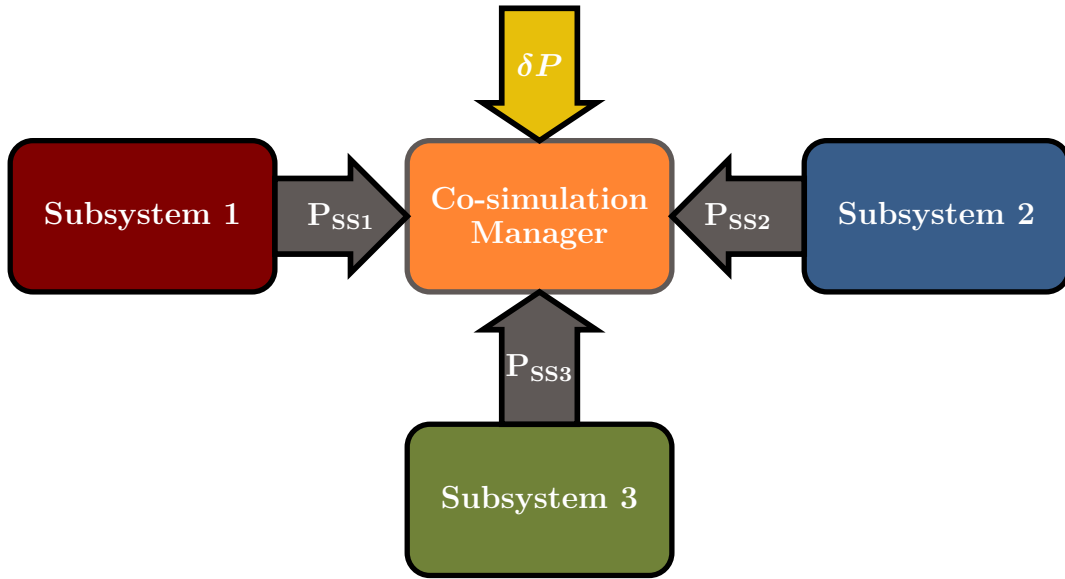 δP
Subsystem 1
P_SS1
Co-simulation
Manager
P_SS2
Subsystem 2
P_SS3
Subsystem 3